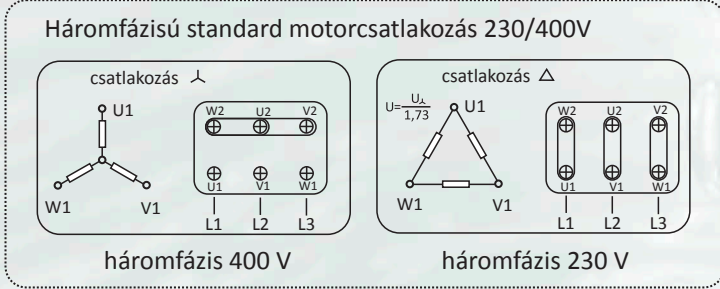 Háromfázisú standard motorcsatlakozás 230/400V
csatlakozás ⅄
U1
W1
V1
W2 U2 V2
U1 V1 W1
L1 L2 L3
háromfázis 400 V
csatlakozás △
U=U⅄/1,73
U1
W1
V1
W2 U2 V2
U1 V1 W1
L1 L2 L3
háromfázis 230 V